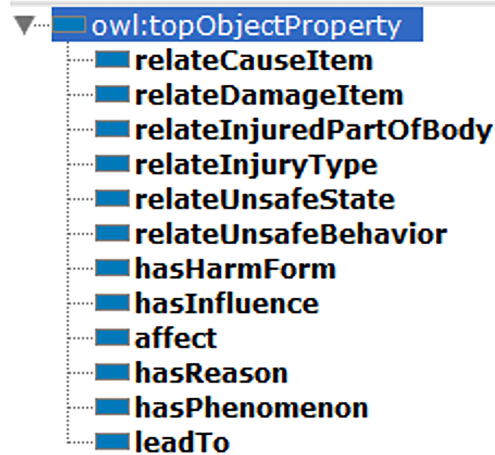 owl:topObjectProperty
relateCauseItem
relateDamageItem
relateInjuredPartOfBody
relateInjuryType
relateUnsafeState
relateUnsafeBehavior
hasHarmForm
hasInfluence
affect
hasReason
hasPhenomenon
leadTo